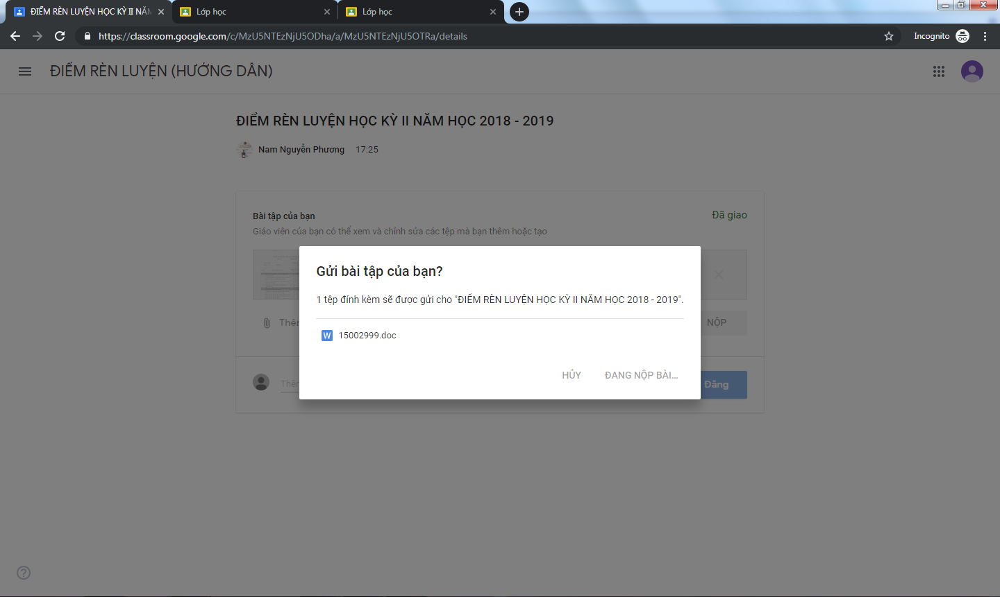 ĐIỂM RÈN LUYỆN HỌC KỲ II NĂM
Lớp học
Lớp học
https://classroom.google.com/c/MzU5NTEzNjU5ODha/a/MzU5NTEzNjU5OTRa/details
Incognito
ĐIỂM RÈN LUYỆN (HƯỚNG DẪN)
ĐIỂM RÈN LUYỆN HỌC KỲ II NĂM HỌC 2018 - 2019
Nam Nguyễn Phương 17:25
Bài tập của bạn
Đã giao
Giáo viên của bạn có thể xem và chỉnh sửa các tệp mà bạn thêm hoặc tạo
Gửi bài tập của bạn?
1 tệp đính kèm sẽ được gửi cho "ĐIỂM RÈN LUYỆN HỌC KỲ II NĂM HỌC 2018 - 2019".
Thêm
NỘP
W 15002999.doc
HỦY ĐANG NỘP BÀI...
Thêm
Đăng